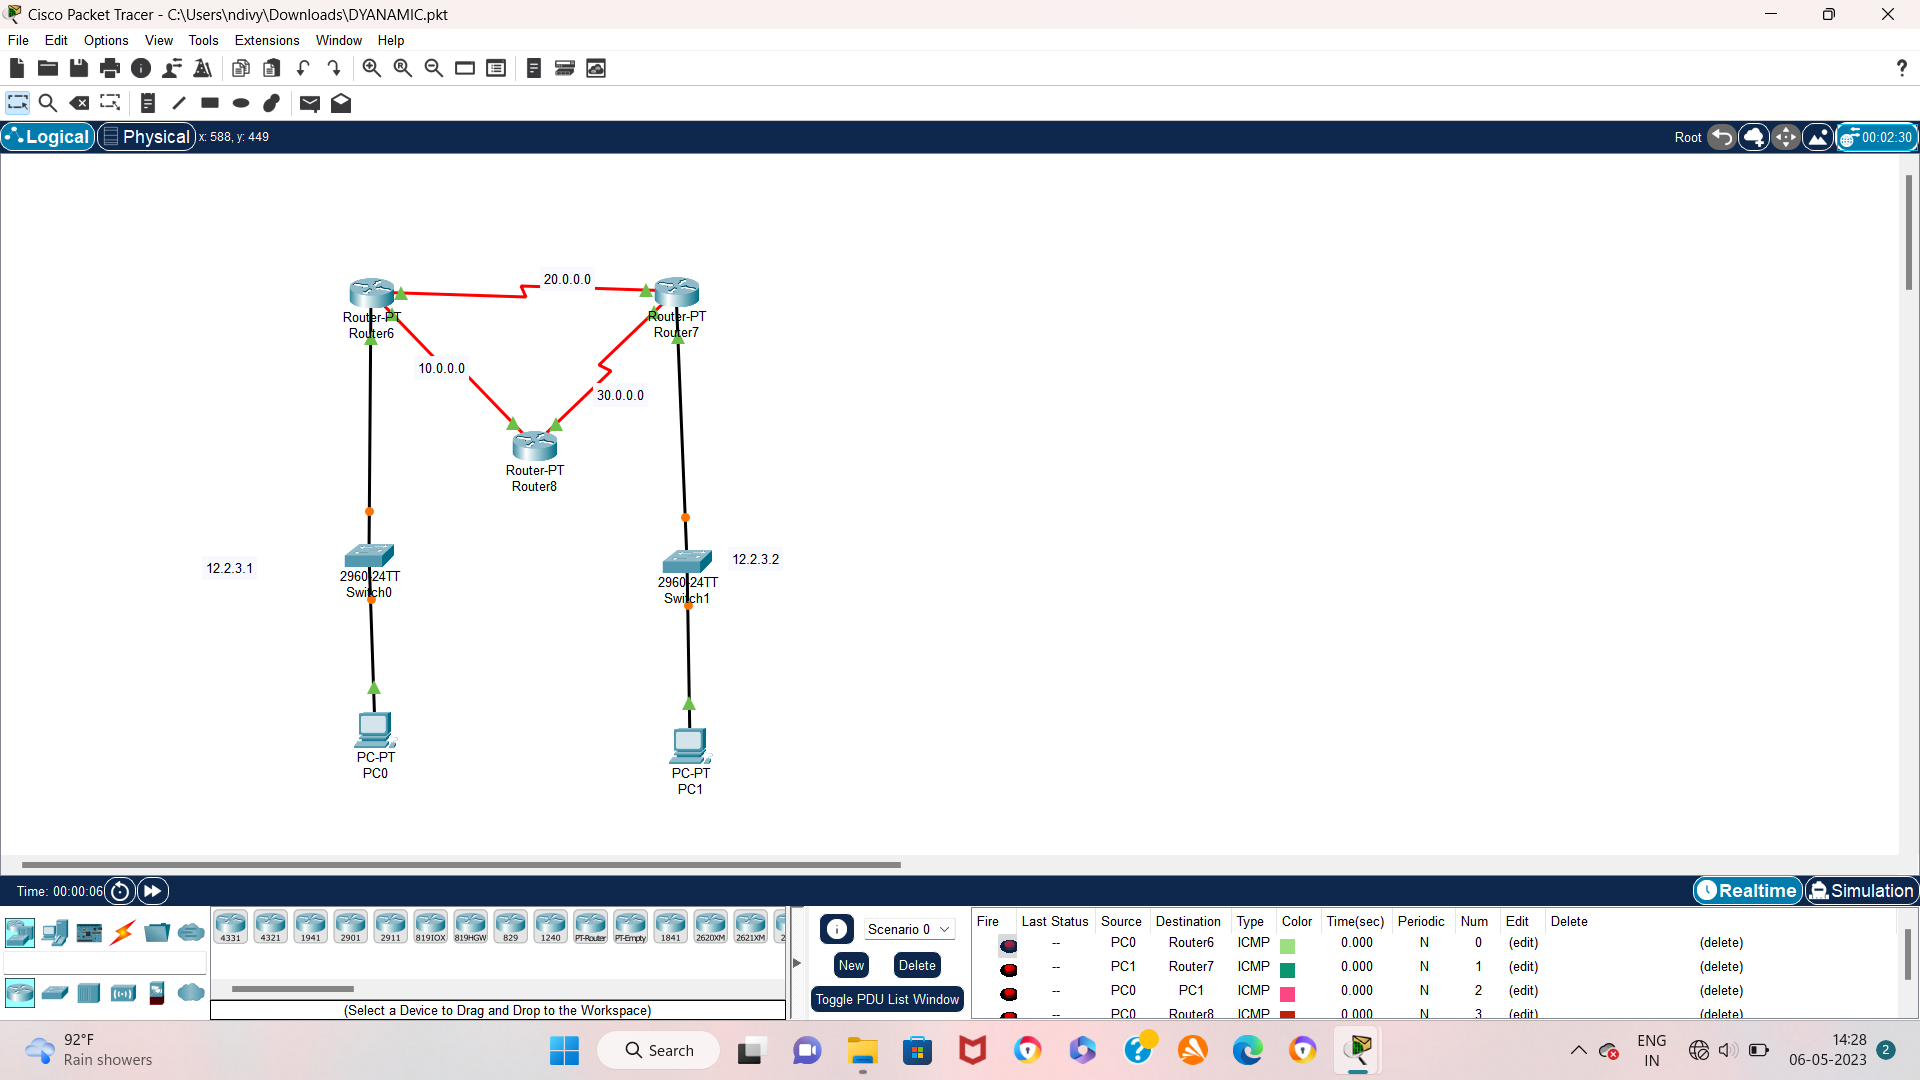 Cisco Packet Tracer - C:\Users\ndivy\Downloads\DYANAMIC.pkt
File Edit Options View Tools Extensions Window Help
?
Logical Physical x: 588, y: 449 Root 00:02:30
20.0.0.0
Router-PT
Router6
Router-PT
Router7
10.0.0.0
30.0.0.0
Router-PT
Router8
12.2.3.1
2960-24TT
Switch0
12.2.3.2
2960-24TT
Switch1
PC-PT
PC0
PC-PT
PC1
Time: 00:00:06 Realtime Simulation
4331 4321 1941 2901 2911 819IOX 819HGW 829 1240 PT-Router PT-Empty 1841 2620XM 2621XM 2
(Select a Device to Drag and Drop to the Workspace)
Scenario 0
New Delete
Toggle PDU List Window
Fire Last Status Source Destination Type Color Time(sec) Periodic Num Edit Delete
-- PC0 Router6 ICMP 0.000 N 0 (edit) (delete)
-- PC1 Router7 ICMP 0.000 N 1 (edit) (delete)
-- PC0 PC1 ICMP 0.000 N 2 (edit) (delete)
-- PC0 Router8 ICMP 0.000 N 3 (edit) (delete)
92°F
Rain showers
Search
ENG
IN
14:28
06-05-2023
2